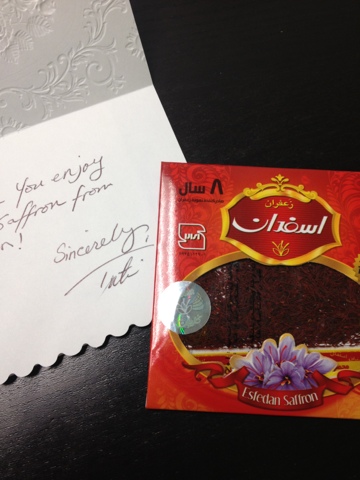 You enjoy
Saffron from
n!
Sincerely,
۸ سال
زعفران
اسفدان
Esfedan Saffron